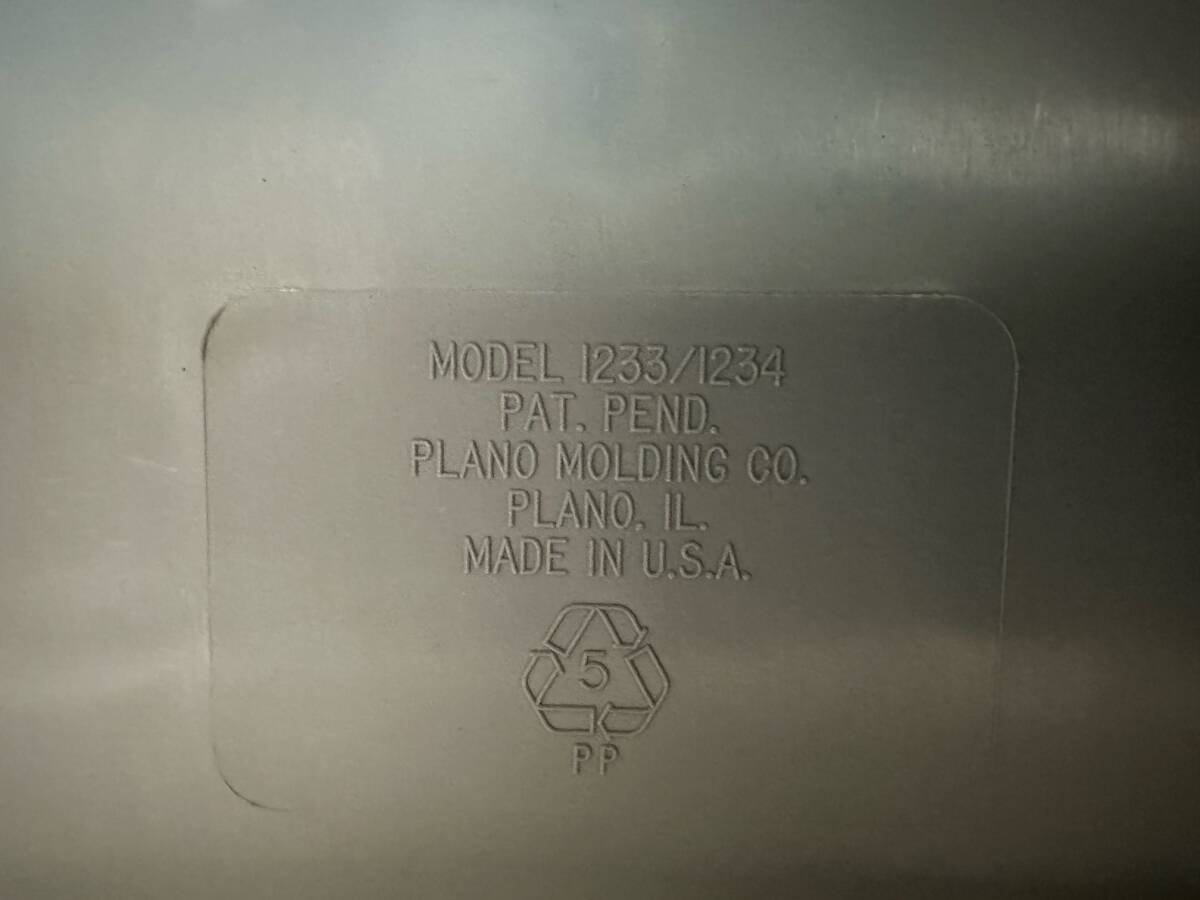 MODEL 1233/1234
PAT. PEND.
PLANO MOLDING CO.
PLANO, IL.
MADE IN U.S.A.
5
PP